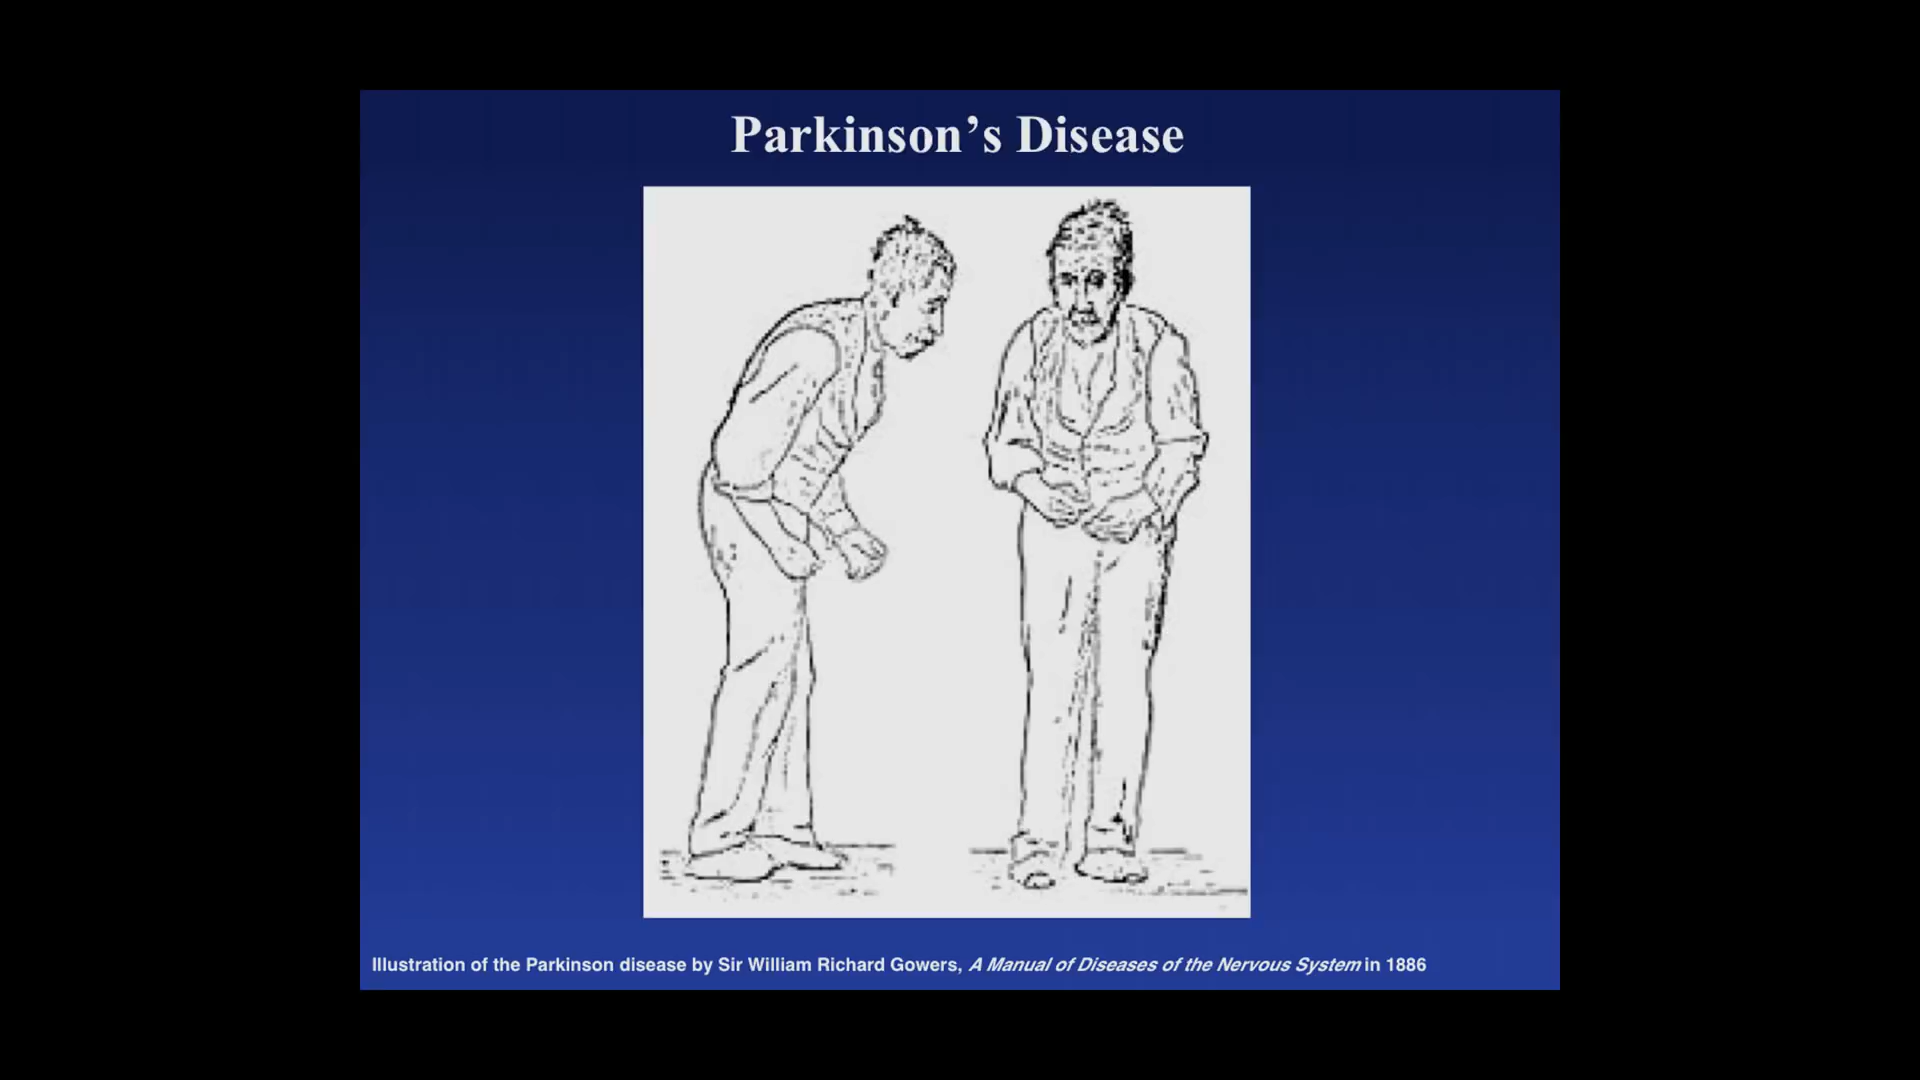 Parkinson’s Disease
Illustration of the Parkinson disease by Sir William Richard Gowers, A Manual of Diseases of the Nervous System in 1886